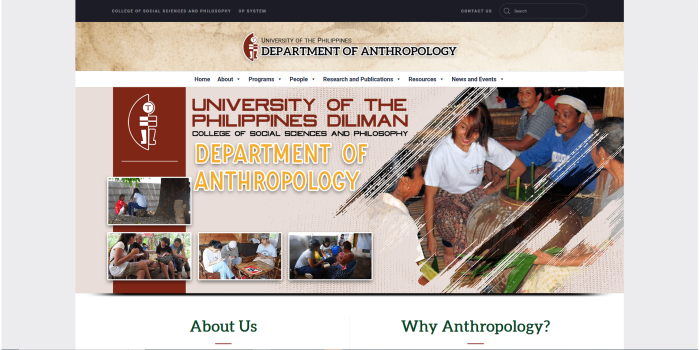 COLLEGE OF SOCIAL SCIENCES AND PHILOSOPHY UP SYSTEM CONTACT US Search
UNIVERSITY OF THE PHILIPPINES
DEPARTMENT OF ANTHROPOLOGY
Home About Programs People Research and Publications Resources News and Events
UNIVERSITY OF THE
PHILIPPINES DILIMAN
COLLEGE OF SOCIAL SCIENCES AND PHILOSOPHY
DEPARTMENT OF
ANTHROPOLOGY
About Us Why Anthropology?